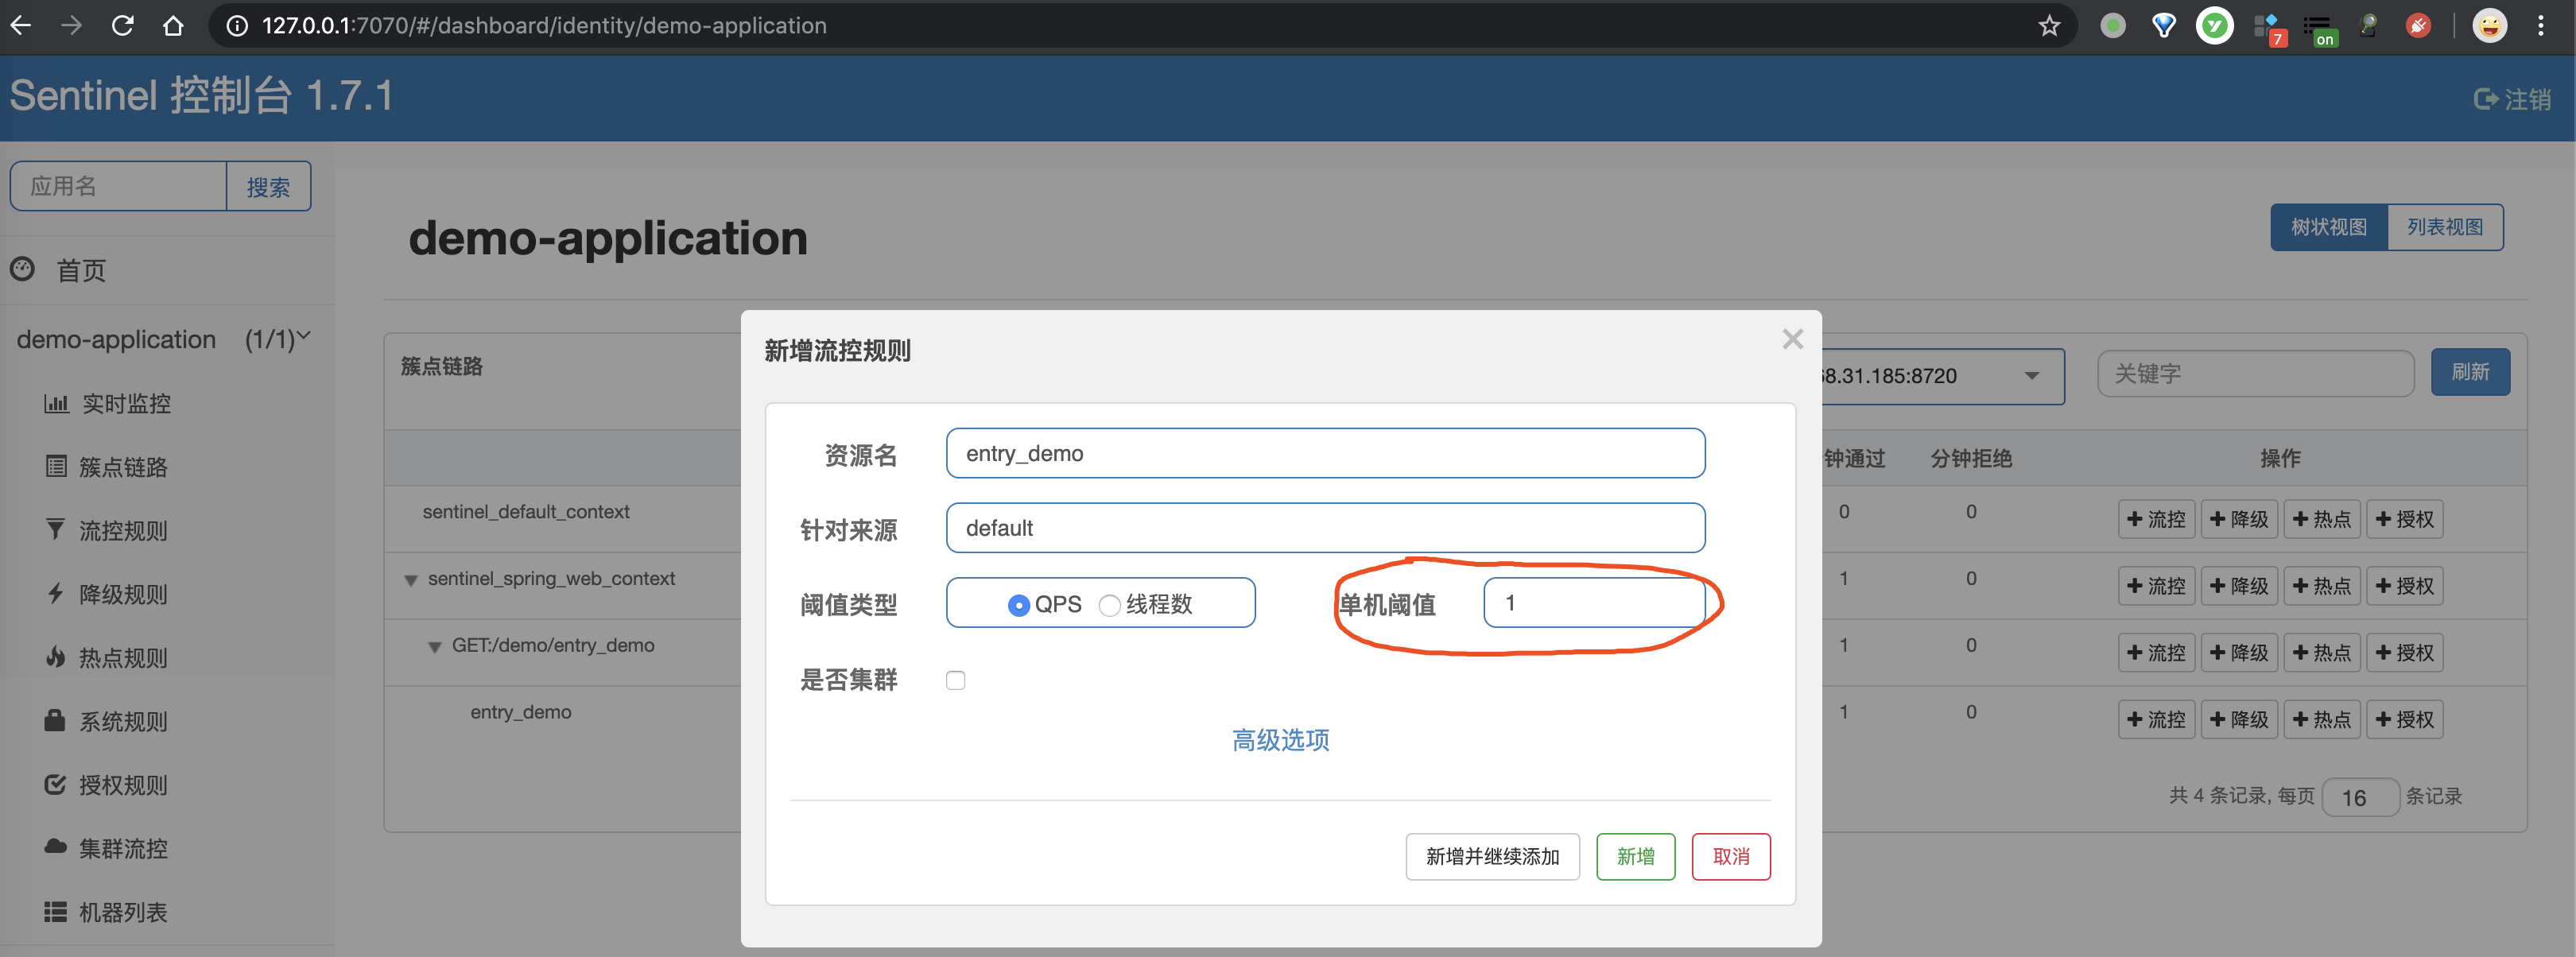 127.0.0.1:7070/#/dashboard/identity/demo-application
7
on
Sentinel 控制台 1.7.1
注销
应用名
搜索
首页
demo-application (1/1)
实时监控
簇点链路
流控规则
降级规则
热点规则
系统规则
授权规则
集群流控
机器列表
demo-application
树状视图 列表视图
簇点链路
68.31.185:8720
关键字
刷新
钟通过 分钟拒绝 操作
sentinel_default_context 0 0 流控 降级 热点 授权
sentinel_spring_web_context 1 0 流控 降级 热点 授权
GET:/demo/entry_demo 1 0 流控 降级 热点 授权
entry_demo 1 0 流控 降级 热点 授权
共 4 条记录, 每页 16 条记录
新增流控规则
资源名 entry_demo
针对来源 default
阈值类型 QPS 线程数 单机阈值 1
是否集群
高级选项
新增并继续添加 新增 取消